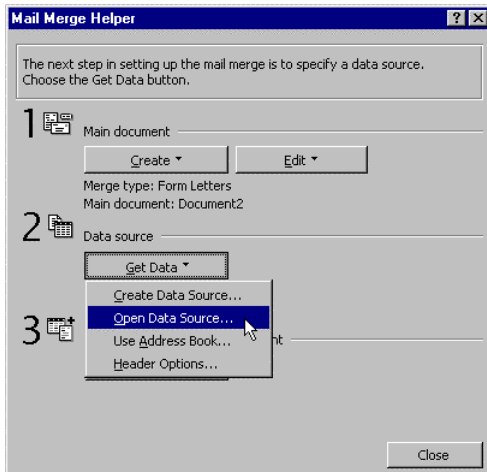 Mail Merge Helper
The next step in setting up the mail merge is to specify a data source.
Choose the Get Data button.
1
Main document
Create
Edit
Merge type: Form Letters
Main document: Document2
2
Data source
Get Data
Create Data Source...
Open Data Source...
Use Address Book...
Header Options...
3
nt
Close